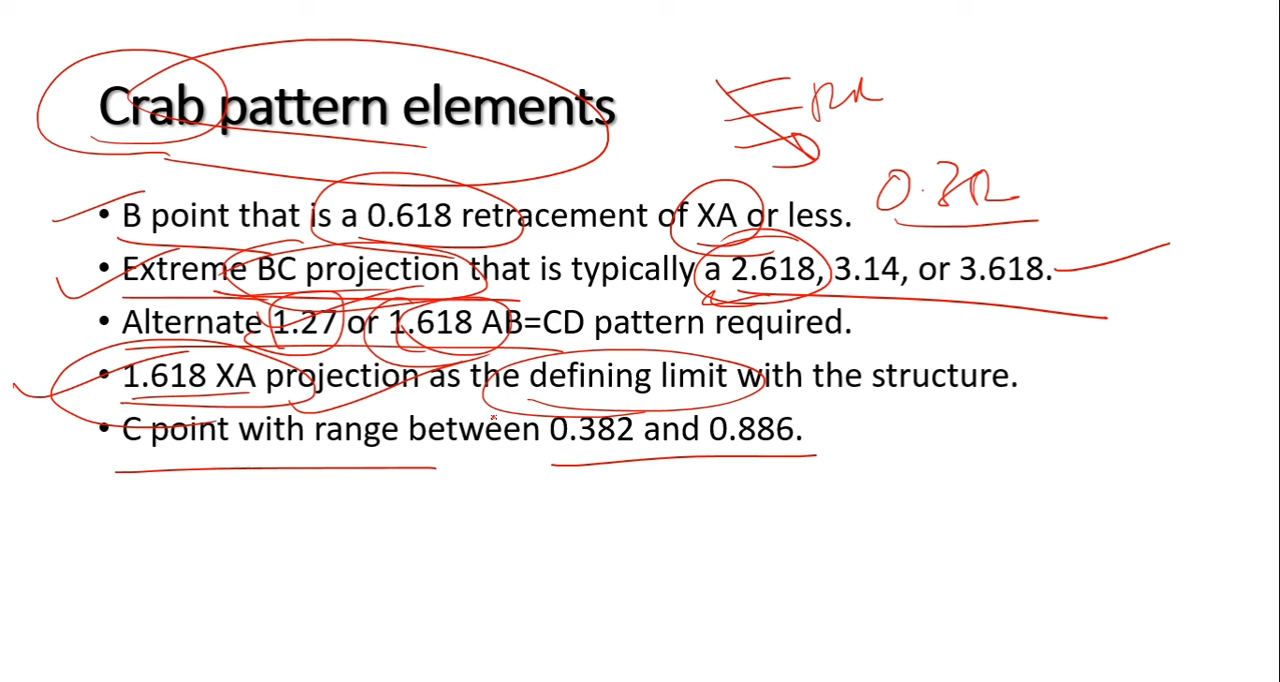 Crab pattern elements
• B point that is a 0.618 retracement of XA or less.
• Extreme BC projection that is typically a 2.618, 3.14, or 3.618.
• Alternate 1.27 or 1.618 AB=CD pattern required.
• 1.618 XA projection as the defining limit with the structure.
• C point with range between 0.382 and 0.886.